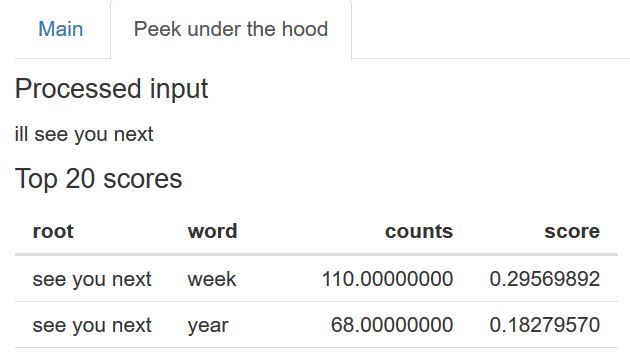 Main Peek under the hood
Processed input
ill see you next
Top 20 scores
root word counts score
see you next week 110.00000000 0.29569892
see you next year 68.00000000 0.18279570